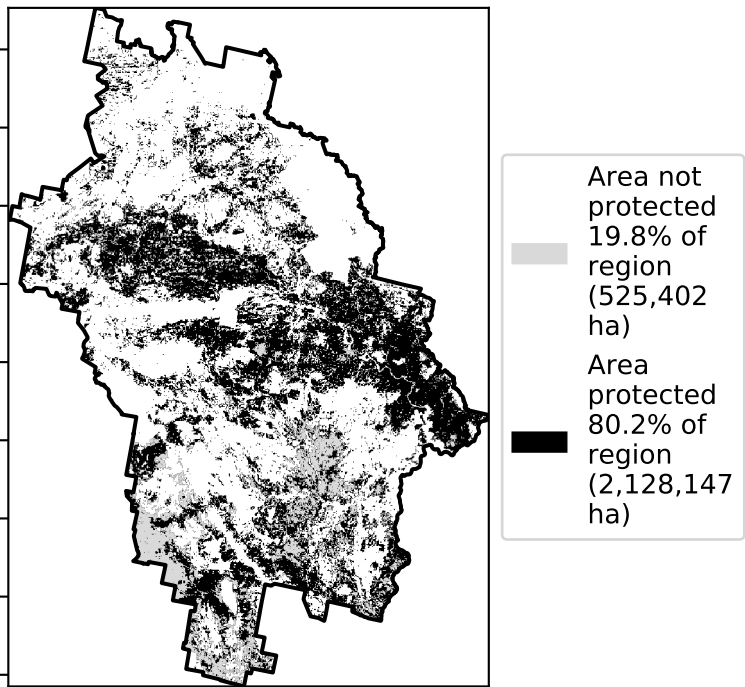 Area not
protected
19.8% of
region
(525,402
ha)
Area
protected
80.2% of
region
(2,128,147
ha)